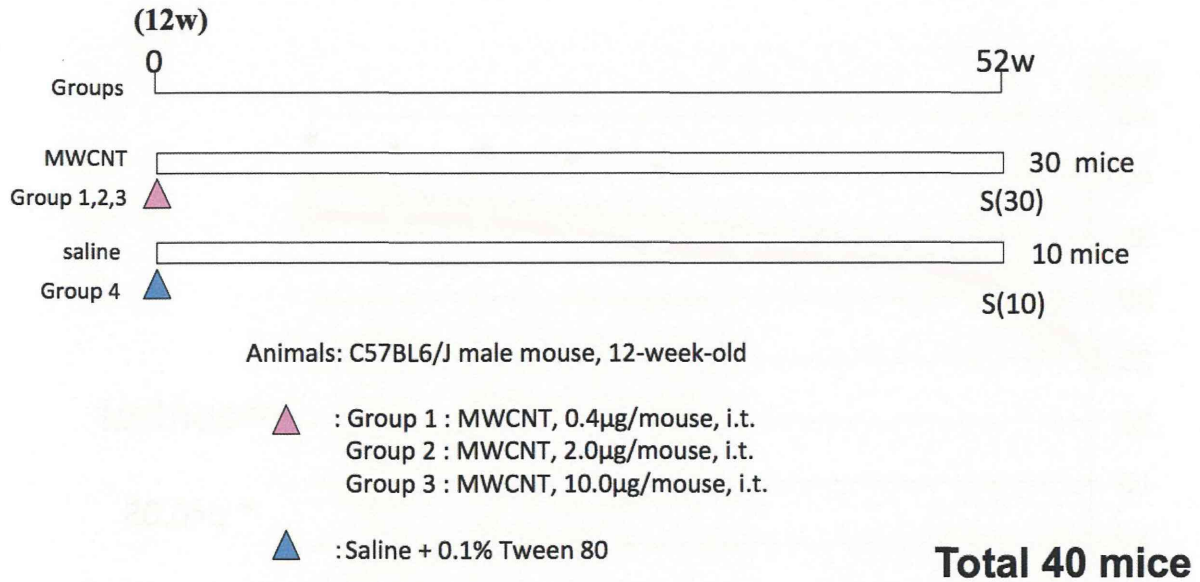 (12w)
0 52w
Groups
MWCNT 30 mice
Group 1,2,3 S(30)
saline 10 mice
Group 4 S(10)
Animals: C57BL6/J male mouse, 12-week-old
: Group 1 : MWCNT, 0.4μg/mouse, i.t.
Group 2 : MWCNT, 2.0μg/mouse, i.t.
Group 3 : MWCNT, 10.0μg/mouse, i.t.
:Saline + 0.1% Tween 80
Total 40 mice